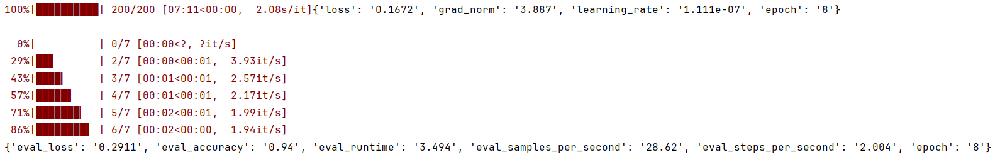 100%|██████████| 200/200 [07:11<00:00,  2.08s/it]{'loss': '0.1672', 'grad_norm': '3.887', 'learning_rate': '1.111e-07', 'epoch': '8'}
  0%|          | 0/7 [00:00<?, ?it/s]
 29%|██▊       | 2/7 [00:00<00:01,  3.93it/s]
 43%|████▎     | 3/7 [00:01<00:01,  2.57it/s]
 57%|█████▋    | 4/7 [00:01<00:01,  2.17it/s]
 71%|███████▏  | 5/7 [00:02<00:01,  1.99it/s]
 86%|████████▌ | 6/7 [00:02<00:00,  1.94it/s]
{'eval_loss': '0.2911', 'eval_accuracy': '0.94', 'eval_runtime': '3.494', 'eval_samples_per_second': '28.62', 'eval_steps_per_second': '2.004', 'epoch': '8'}